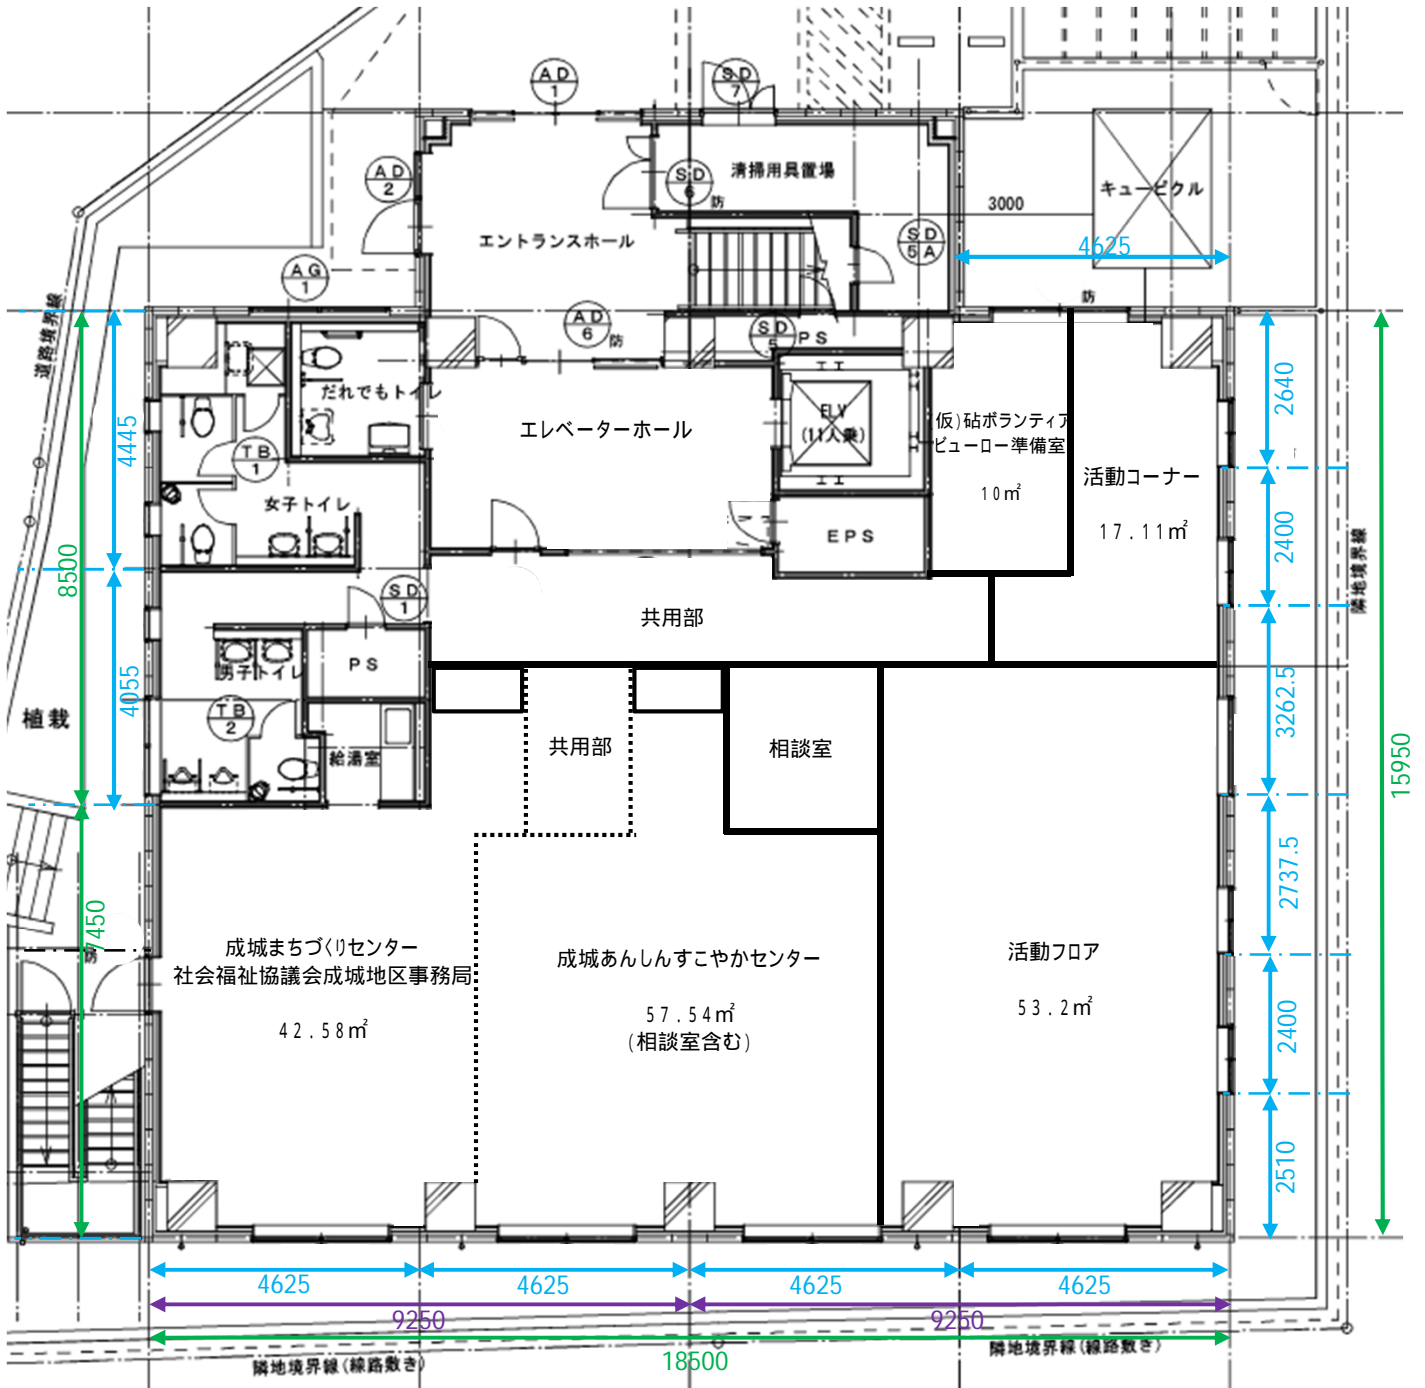 AD
1
SD
7
AD
2
SD
6
防
清掃用具置場
キュービクル
3000
エントランスホール
SD
5A
4625
AG
1
防
道路境界線
AD
6
防
SD
5
PS
だれでもトイレ
エレベーターホール
ELV
(11人乗)
(仮)砧ボランティア
ビューロー準備室
10㎡
活動コーナー
17.11㎡
2640
4445
TB
1
女子トイレ
EPS
2400
隣地境界線
8500
SD
1
共用部
PS
男子トイレ
4055
3262.5
植栽
TB
2
給湯室
共用部
相談室
15950
2737.5
7450
防
成城まちづくりセンター
社会福祉協議会成城地区事務局
42.58㎡
成城あんしんすこやかセンター
57.54㎡
(相談室含む)
活動フロア
53.2㎡
2400
2510
4625
4625
4625
4625
9250
9250
18500
隣地境界線(線路敷き)
隣地境界線(線路敷き)